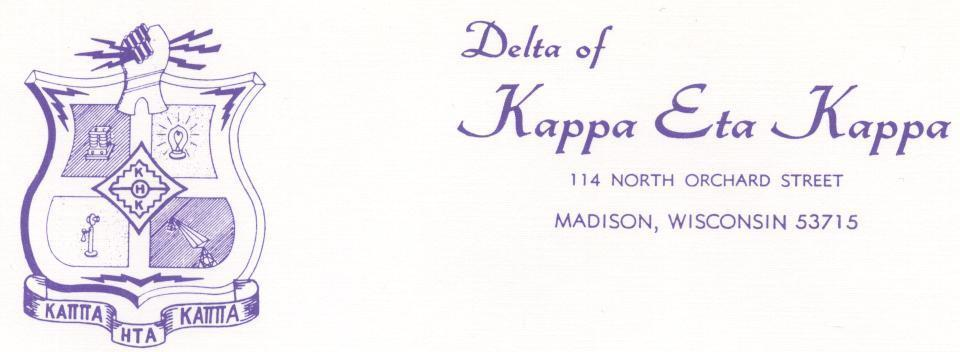 Delta of
Kappa Eta Kappa
114 NORTH ORCHARD STREET
MADISON, WISCONSIN 53715
K
H
K
ΚΑΠΠΑ
ΗΤΑ
ΚΑΠΠΑ